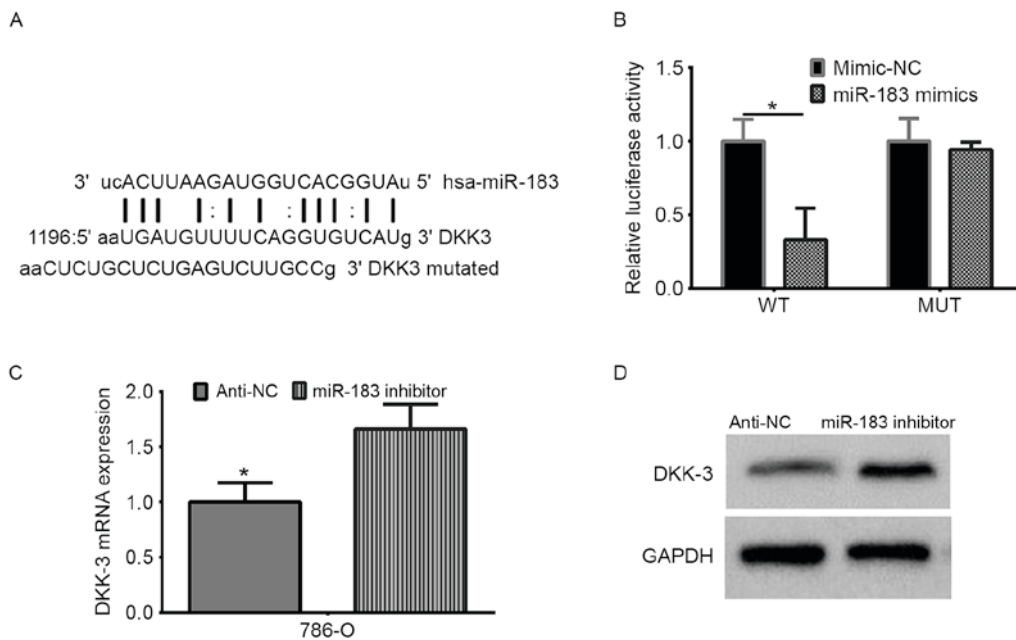 A
3' ucACUUAAGAUGGUCACGGUAu 5' hsa-miR-183
1196:5' aaUGAUGUUUUCAGGUGUCAUg 3' DKK3
aaCUCUGCUCUGAGUCUUGCCg 3' DKK3 mutated
B
Relative luciferase activity
1.5
1.0
0.5
0.0
Mimic-NC
miR-183 mimics
*
WT MUT
C
DKK-3 mRNA expression
2.0
1.5
1.0
0.5
0.0
Anti-NC miR-183 inhibitor
*
786-O
D
Anti-NC miR-183 inhibitor
DKK-3
GAPDH